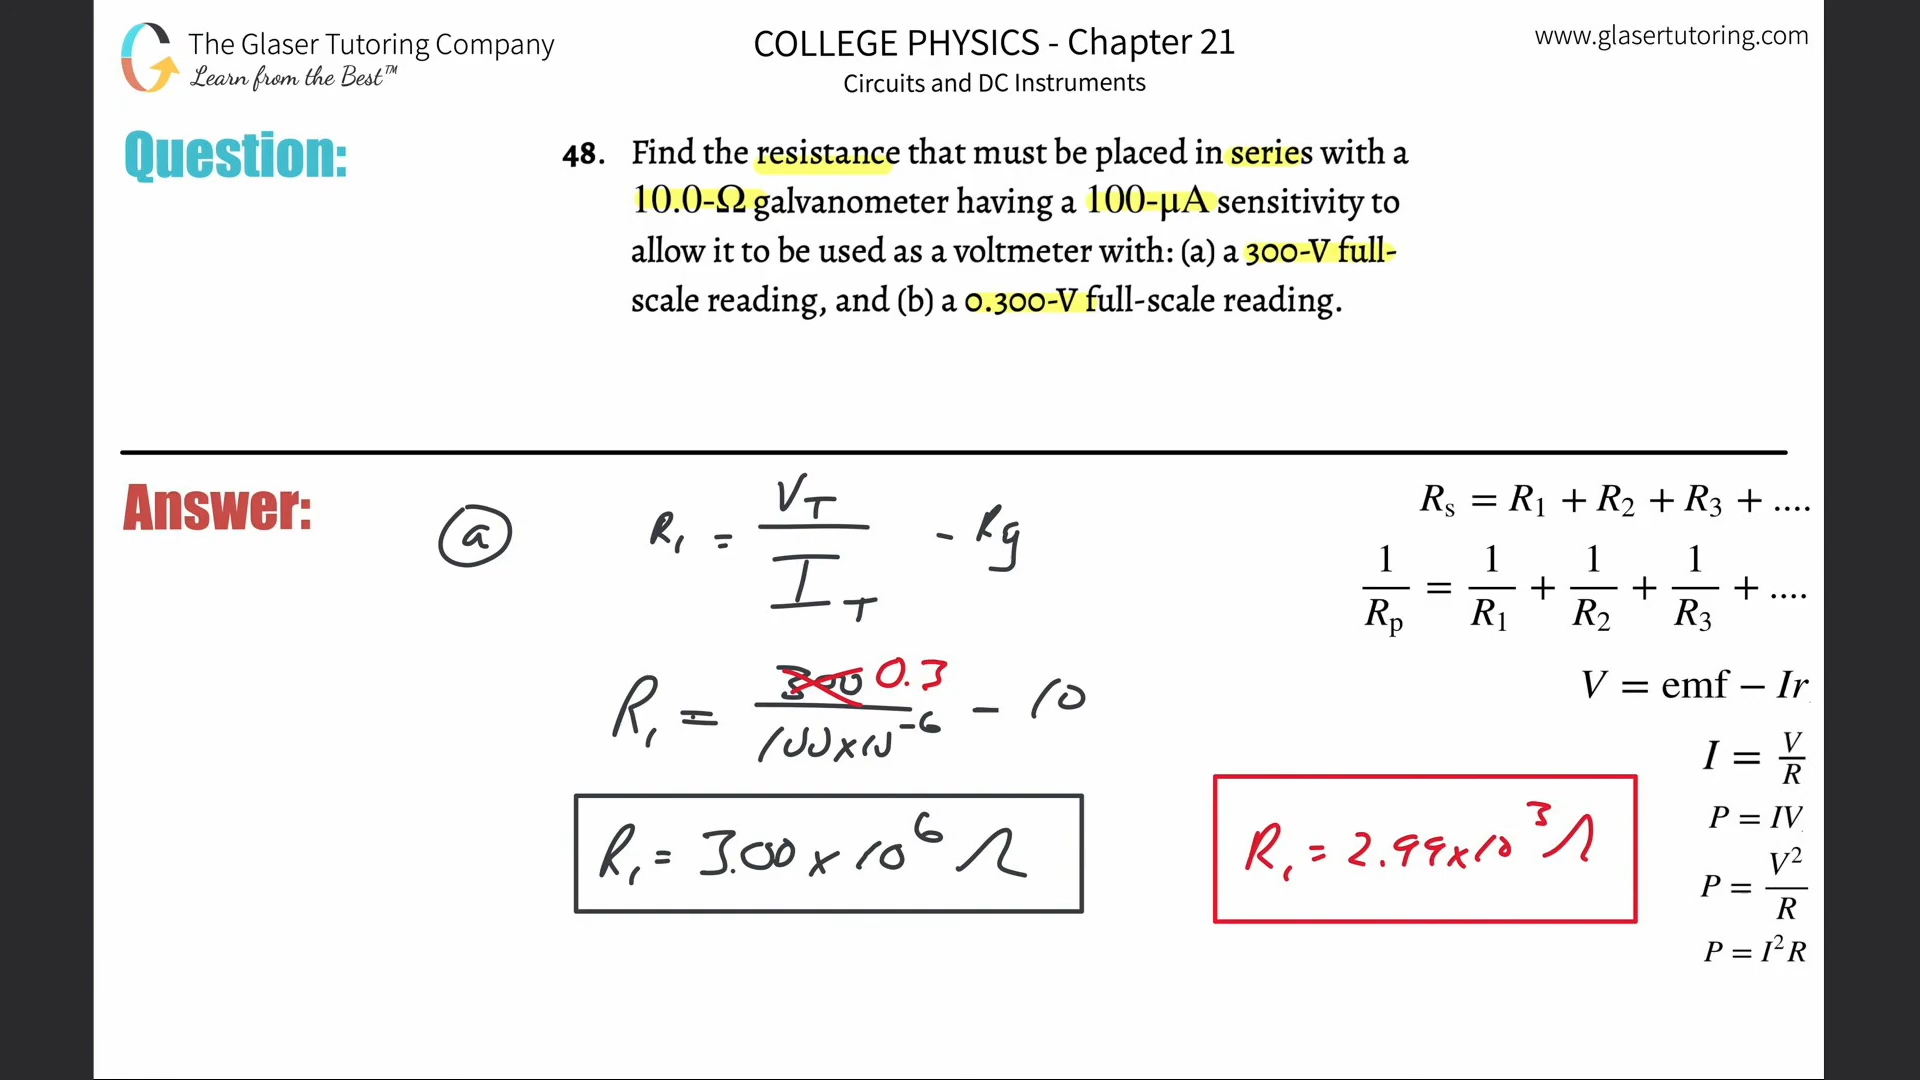 The Glaser Tutoring Company
Learn from the Best™
COLLEGE PHYSICS - Chapter 21
Circuits and DC Instruments
www.glasertutoring.com
Question:
48. Find the resistance that must be placed in series with a
10.0-Ω galvanometer having a 100-μA sensitivity to
allow it to be used as a voltmeter with: (a) a 300-V full-
scale reading, and (b) a 0.300-V full-scale reading.
Answer:
a
R₁ = V_T / I_T - Rg
R₁ = 300 0.3 / 100x10⁻⁶ - 10
R₁ = 3.00 x 10⁶ Ω
R₁ = 2.99x10³ Ω
Rₛ = R₁ + R₂ + R₃ + ....
1/Rₚ = 1/R₁ + 1/R₂ + 1/R₃ + ....
V = emf − Ir
I = V/R
P = IV
P = V²/R
P = I²R